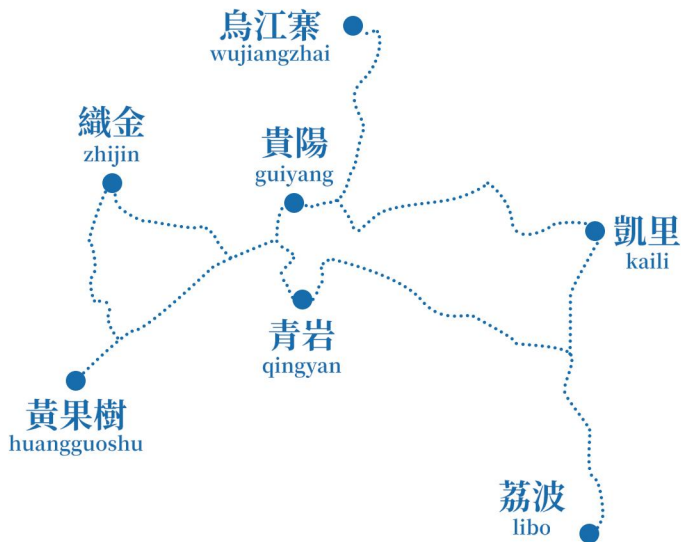 烏江寨
wujiangzhai
織金
zhijin
貴陽
guiyang
凱里
kaili
青岩
qingyan
黃果樹
huangguoshu
荔波
libo